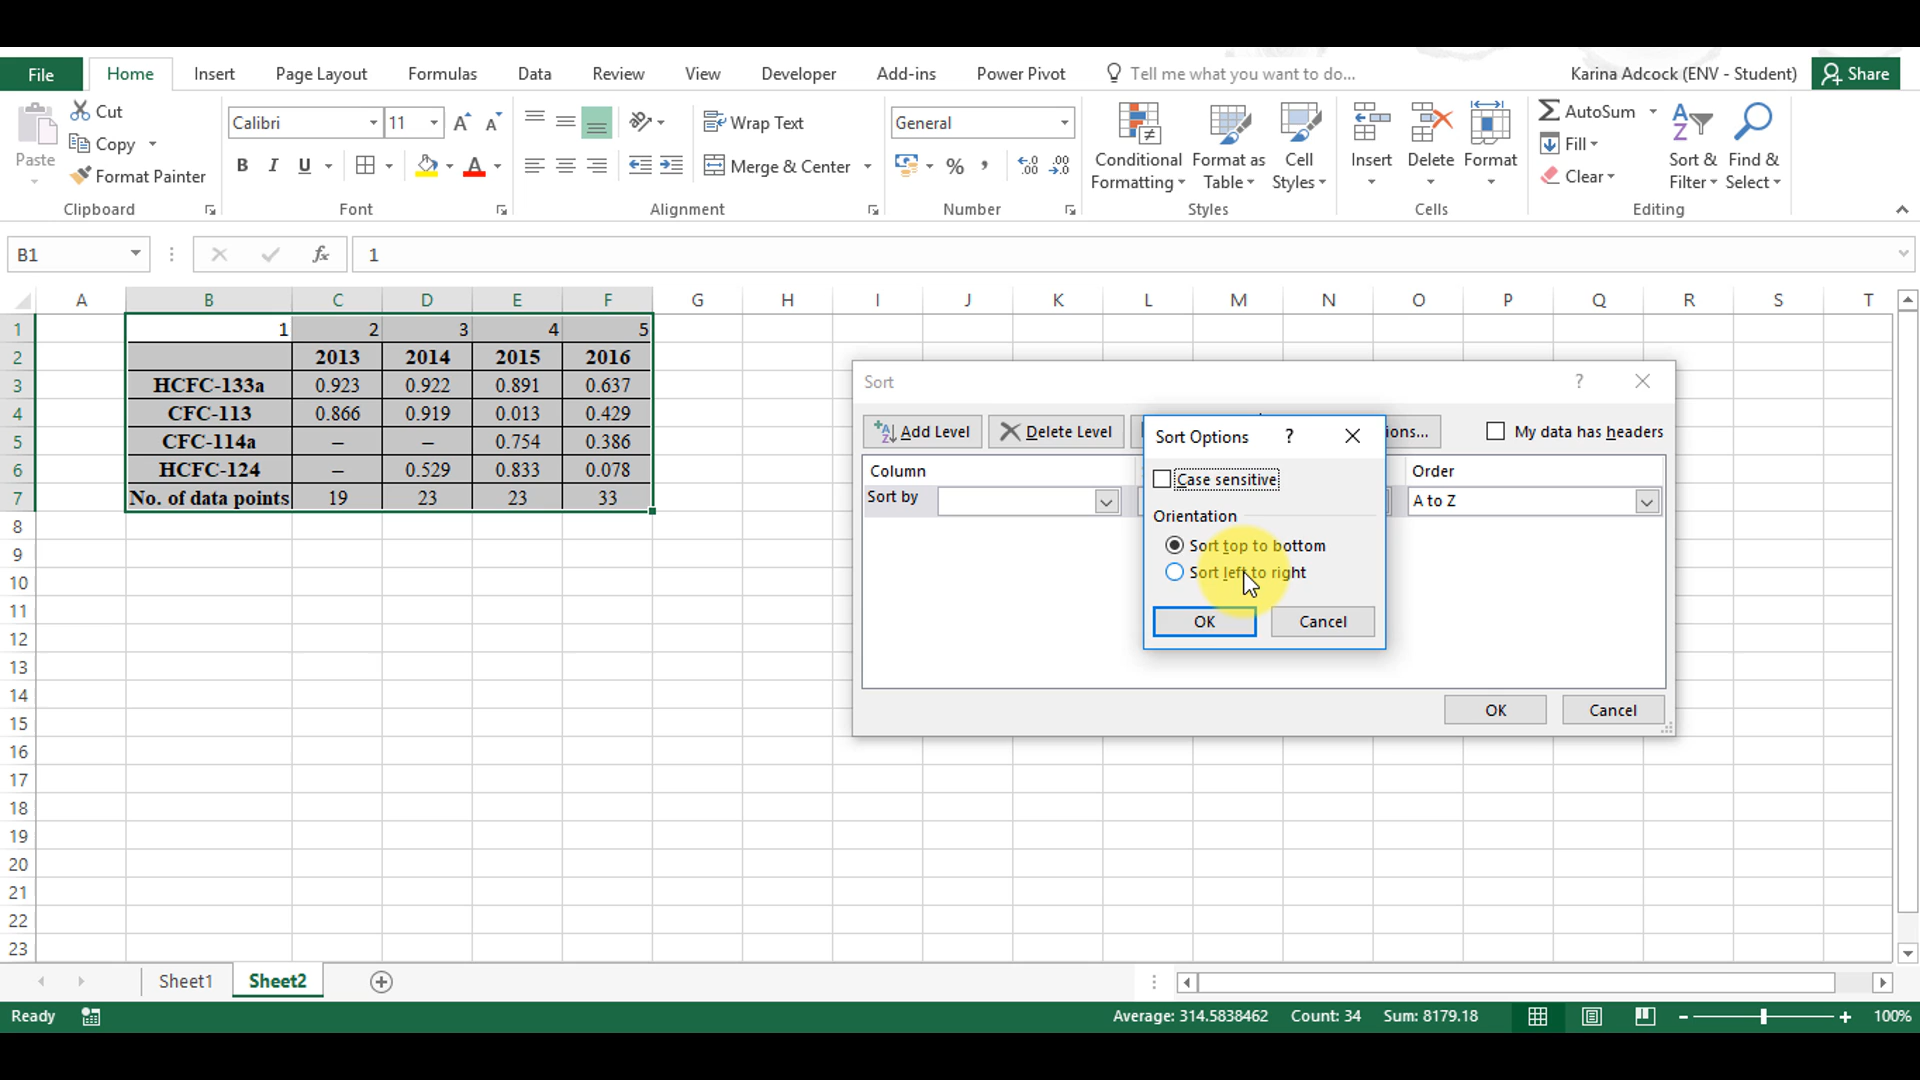 File Home Insert Page Layout Formulas Data Review View Developer Add-ins Power Pivot Tell me what you want to do... Karina Adcock (ENV - Student) Share
Cut
Copy
Format Painter
Paste
Clipboard
Calibri 11
B I U
Font
Wrap Text
Merge & Center
Alignment
General
%
Number
Conditional Formatting
Format as Table
Cell Styles
Styles
Insert Delete Format
Cells
AutoSum
Fill
Clear
Sort & Filter
Find & Select
Editing
B1 fx 1
A B C D E F G H I J K L M N O P Q R S T
1 1 2 3 4 5
2 2013 2014 2015 2016
3 HCFC-133a 0.923 0.922 0.891 0.637
4 CFC-113 0.866 0.919 0.013 0.429
5 CFC-114a – – 0.754 0.386
6 HCFC-124 – 0.529 0.833 0.078
7 No. of data points 19 23 23 33
8
9
10
11
12
13
14
15
16
17
18
19
20
21
22
23
Sort ?
Add Level Delete Level ions... My data has headers
Column Order
Sort by A to Z
OK Cancel
Sort Options ?
Case sensitive
Orientation
Sort top to bottom
Sort left to right
OK Cancel
Sheet1 Sheet2
Ready Average: 314.5838462 Count: 34 Sum: 8179.18 100%